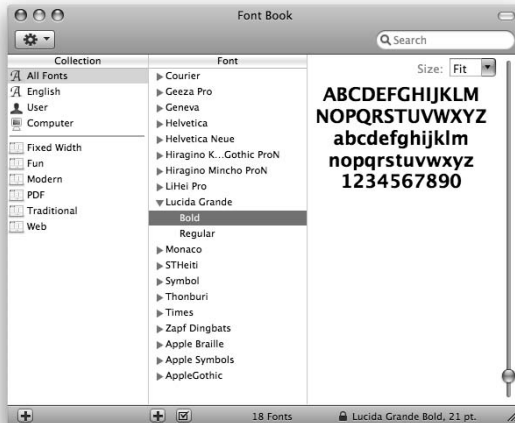 Font Book
Search
Collection
All Fonts
English
User
Computer
Fixed Width
Fun
Modern
PDF
Traditional
Web
Font
Courier
Geeza Pro
Geneva
Helvetica
Helvetica Neue
Hiragino K...Gothic ProN
Hiragino Mincho ProN
LiHei Pro
Lucida Grande
Bold
Regular
Monaco
STHeiti
Symbol
Thonburi
Times
Zapf Dingbats
Apple Braille
Apple Symbols
AppleGothic
Size: Fit
ABCDEFGHIJKLM
NOPQRSTUVWXYZ
abcdefghijklm
nopqrstuvwxyz
1234567890
18 Fonts
Lucida Grande Bold, 21 pt.